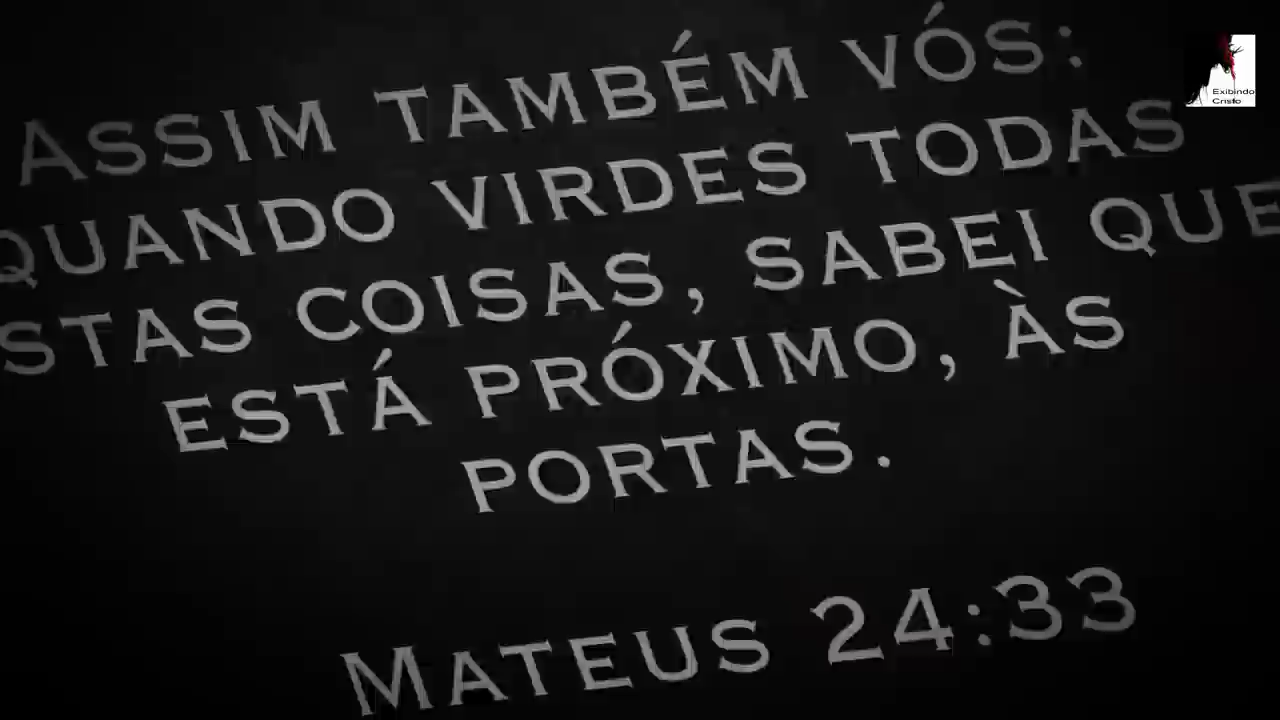 Assim também vós:
quando virdes todas
stas coisas, sabei que
está próximo, às
portas.
Mateus 24:33
Exibindo
Cristo